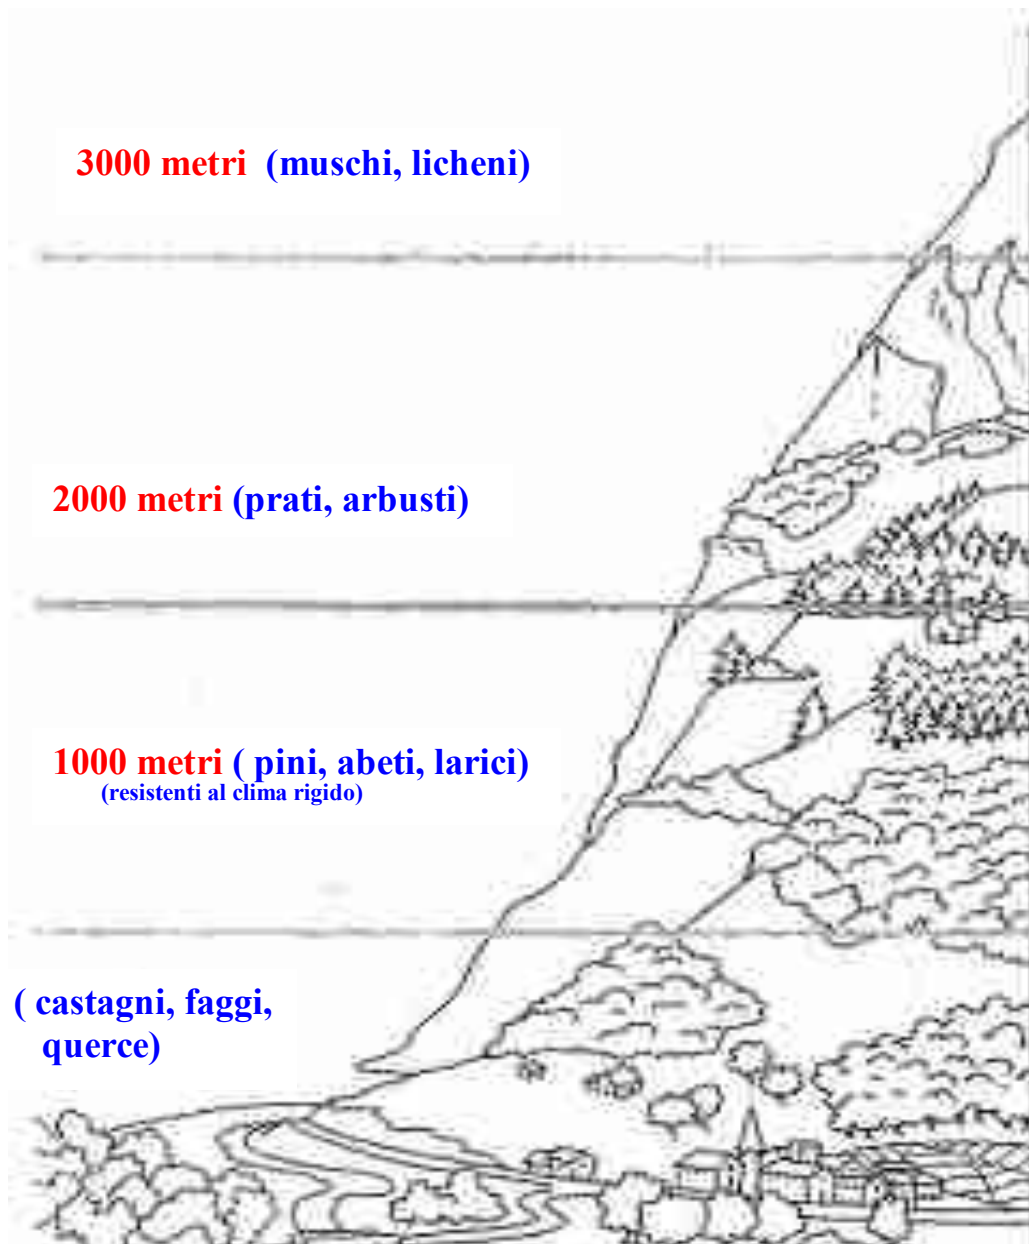 3000 metri (muschi, licheni)
2000 metri (prati, arbusti)
1000 metri ( pini, abeti, larici)
(resistenti al clima rigido)
( castagni, faggi,
querce)